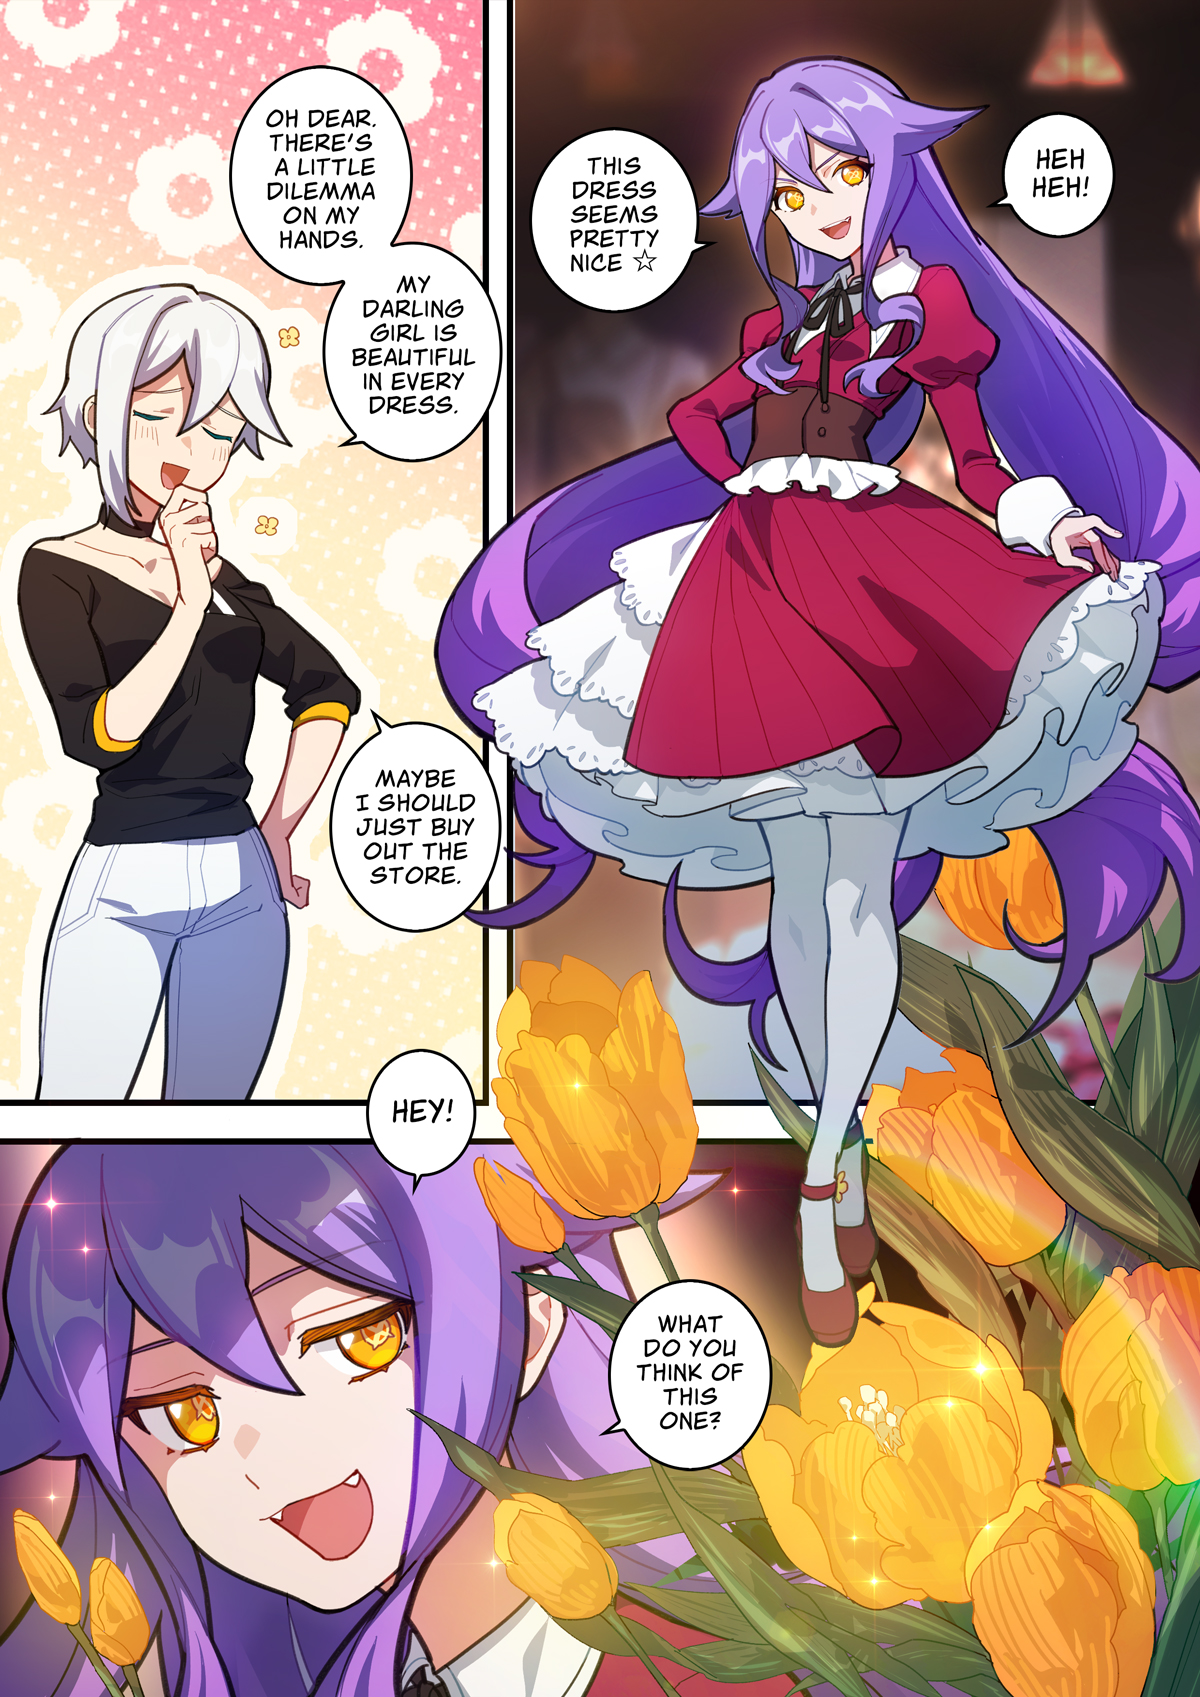 OH DEAR.
THERE'S
A LITTLE
DILEMMA
ON MY
HANDS.
MY
DARLING
GIRL IS
BEAUTIFUL
IN EVERY
DRESS.
MAYBE
I SHOULD
JUST BUY
OUT THE
STORE.
THIS
DRESS
SEEMS
PRETTY
NICE ☆
HEH
HEH!
HEY!
WHAT
DO YOU
THINK OF
THIS
ONE?